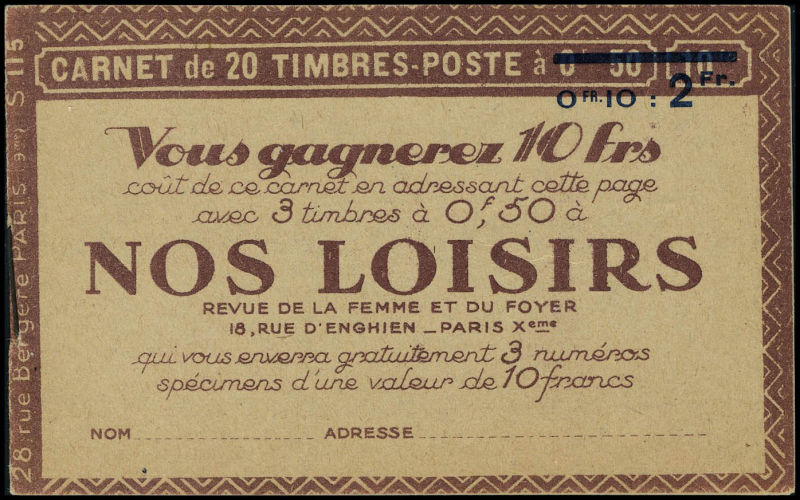 CARNET de 20 TIMBRES-POSTE à 0f 50 10
0 FR. 10 : 2 Fr.
Vous gagnerez 10 frs
coût de ce carnet en adressant cette page
avec 3 timbres à 0,f 50 à
NOS LOISIRS
REVUE DE LA FEMME ET DU FOYER
18, RUE D'ENGHIEN _ PARIS Xeme
qui vous enverra gratuitement 3 numéros
spécimens d'une valeur de 10 francs
NOM ADRESSE
28 rue Bergère PARIS (9me) S 115